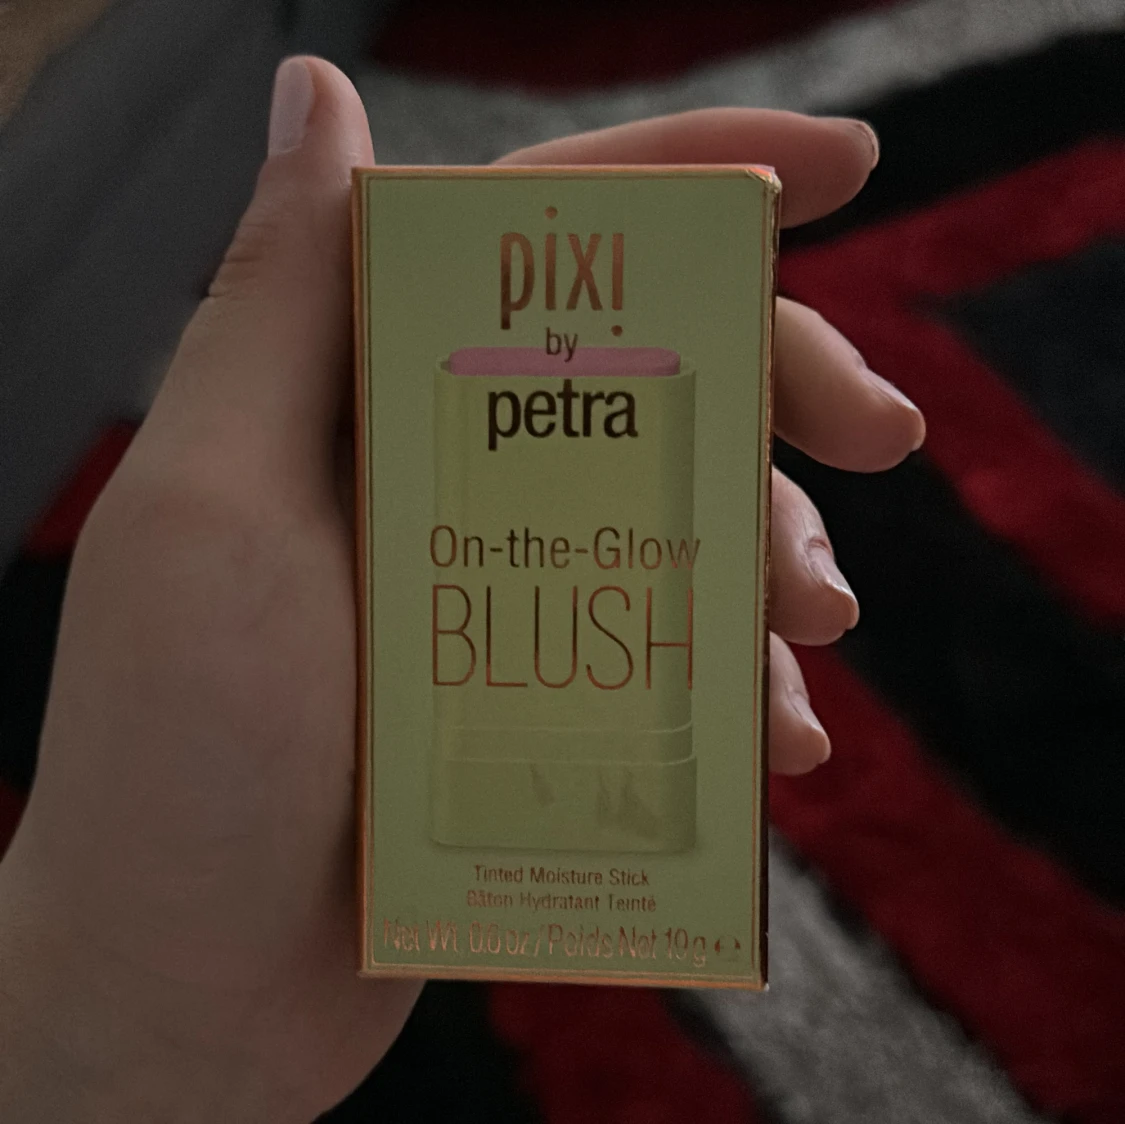 pixi
by
petra
On-the-Glow
BLUSH
Tinted Moisture Stick
Bâton Hydratant Teinté
Net Wt. 0.6 oz / Poids Net 19 g ℮